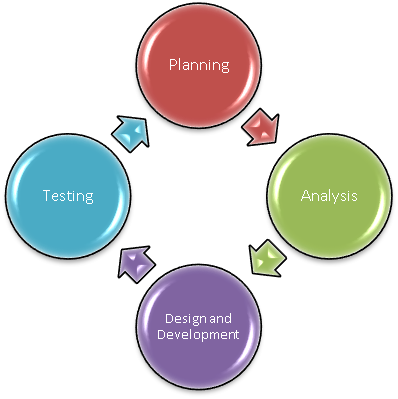 Planning
Analysis
Design and
Development
Testing